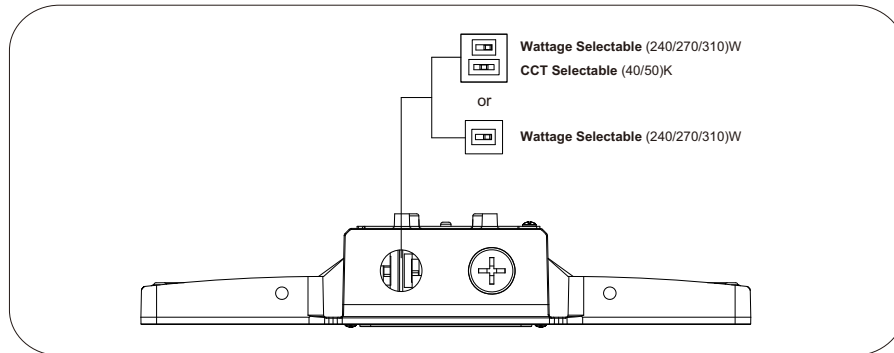 Wattage Selectable (240/270/310)W
CCT Selectable (40/50)K
or
Wattage Selectable (240/270/310)W